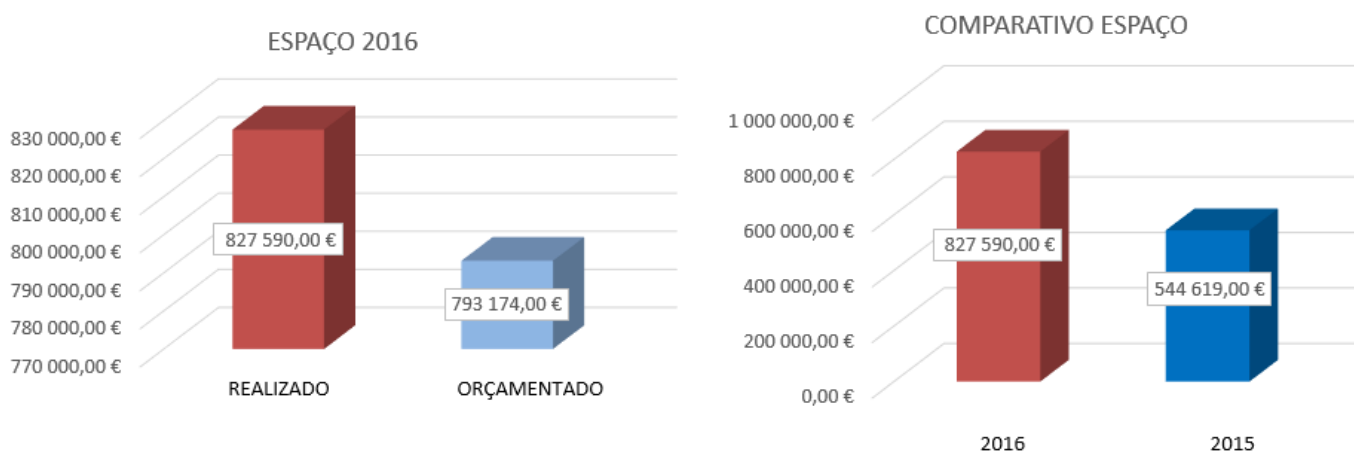 ESPAÇO 2016
830 000,00 €
820 000,00 €
810 000,00 €
800 000,00 €
790 000,00 €
780 000,00 €
770 000,00 €
827 590,00 €
793 174,00 €
REALIZADO
ORÇAMENTADO
COMPARATIVO ESPAÇO
1 000 000,00 €
800 000,00 €
600 000,00 €
400 000,00 €
200 000,00 €
0,00 €
827 590,00 €
544 619,00 €
2016
2015